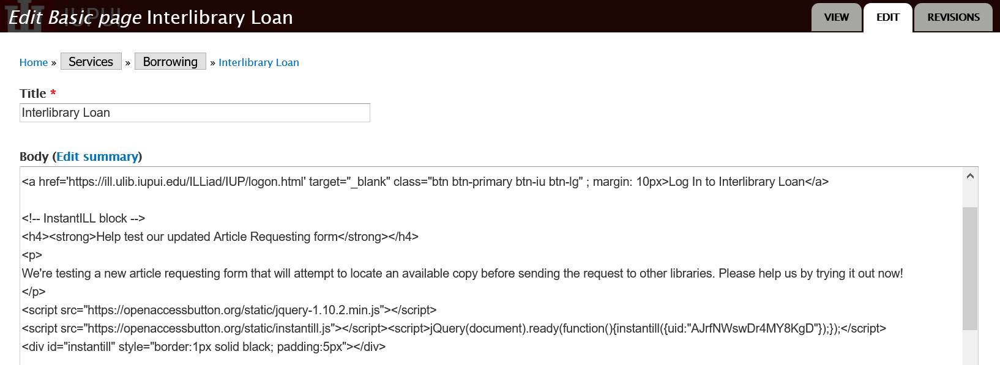 Edit Basic page Interlibrary Loan
IUPUI
VIEW
EDIT
REVISIONS
Home » Services » Borrowing » Interlibrary Loan
Title *
Interlibrary Loan
Body (Edit summary)
<a href='https://ill.ulib.iupui.edu/ILLiad/IUP/logon.html' target="_blank" class="btn btn-primary btn-iu btn-lg" ; margin: 10px>Log In to Interlibrary Loan</a>
<!-- InstantILL block -->
<h4><strong>Help test our updated Article Requesting form</strong></h4>
<p>
We're testing a new article requesting form that will attempt to locate an available copy before sending the request to other libraries. Please help us by trying it out now!
</p>
<script src="https://openaccessbutton.org/static/jquery-1.10.2.min.js"></script>
<script src="https://openaccessbutton.org/static/instantill.js"></script><script>jQuery(document).ready(function(){instantill({uid:"AJrfNWswDr4MY8KgD"});});</script>
<div id="instantill" style="border:1px solid black; padding:5px"></div>